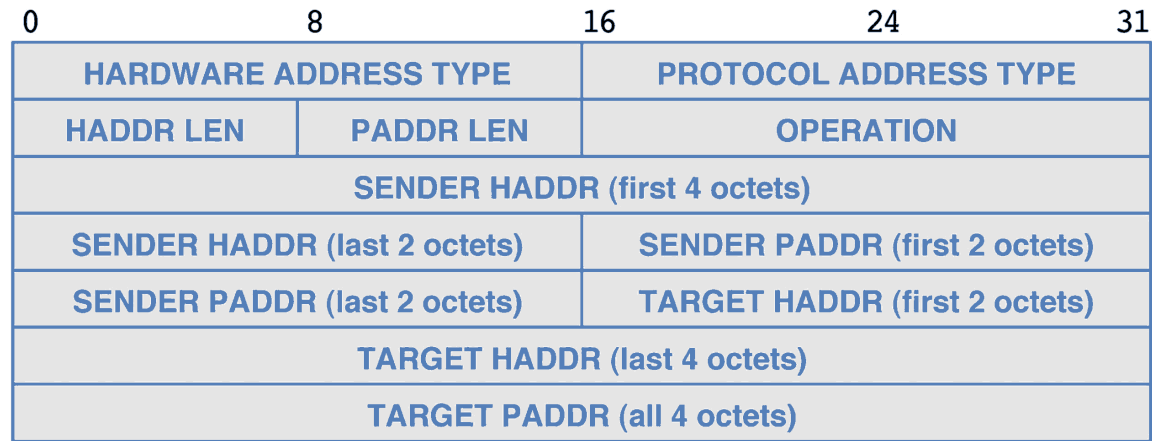 0 8 16 24 31
HARDWARE ADDRESS TYPE PROTOCOL ADDRESS TYPE
HADDR LEN PADDR LEN OPERATION
SENDER HADDR (first 4 octets)
SENDER HADDR (last 2 octets) SENDER PADDR (first 2 octets)
SENDER PADDR (last 2 octets) TARGET HADDR (first 2 octets)
TARGET HADDR (last 4 octets)
TARGET PADDR (all 4 octets)